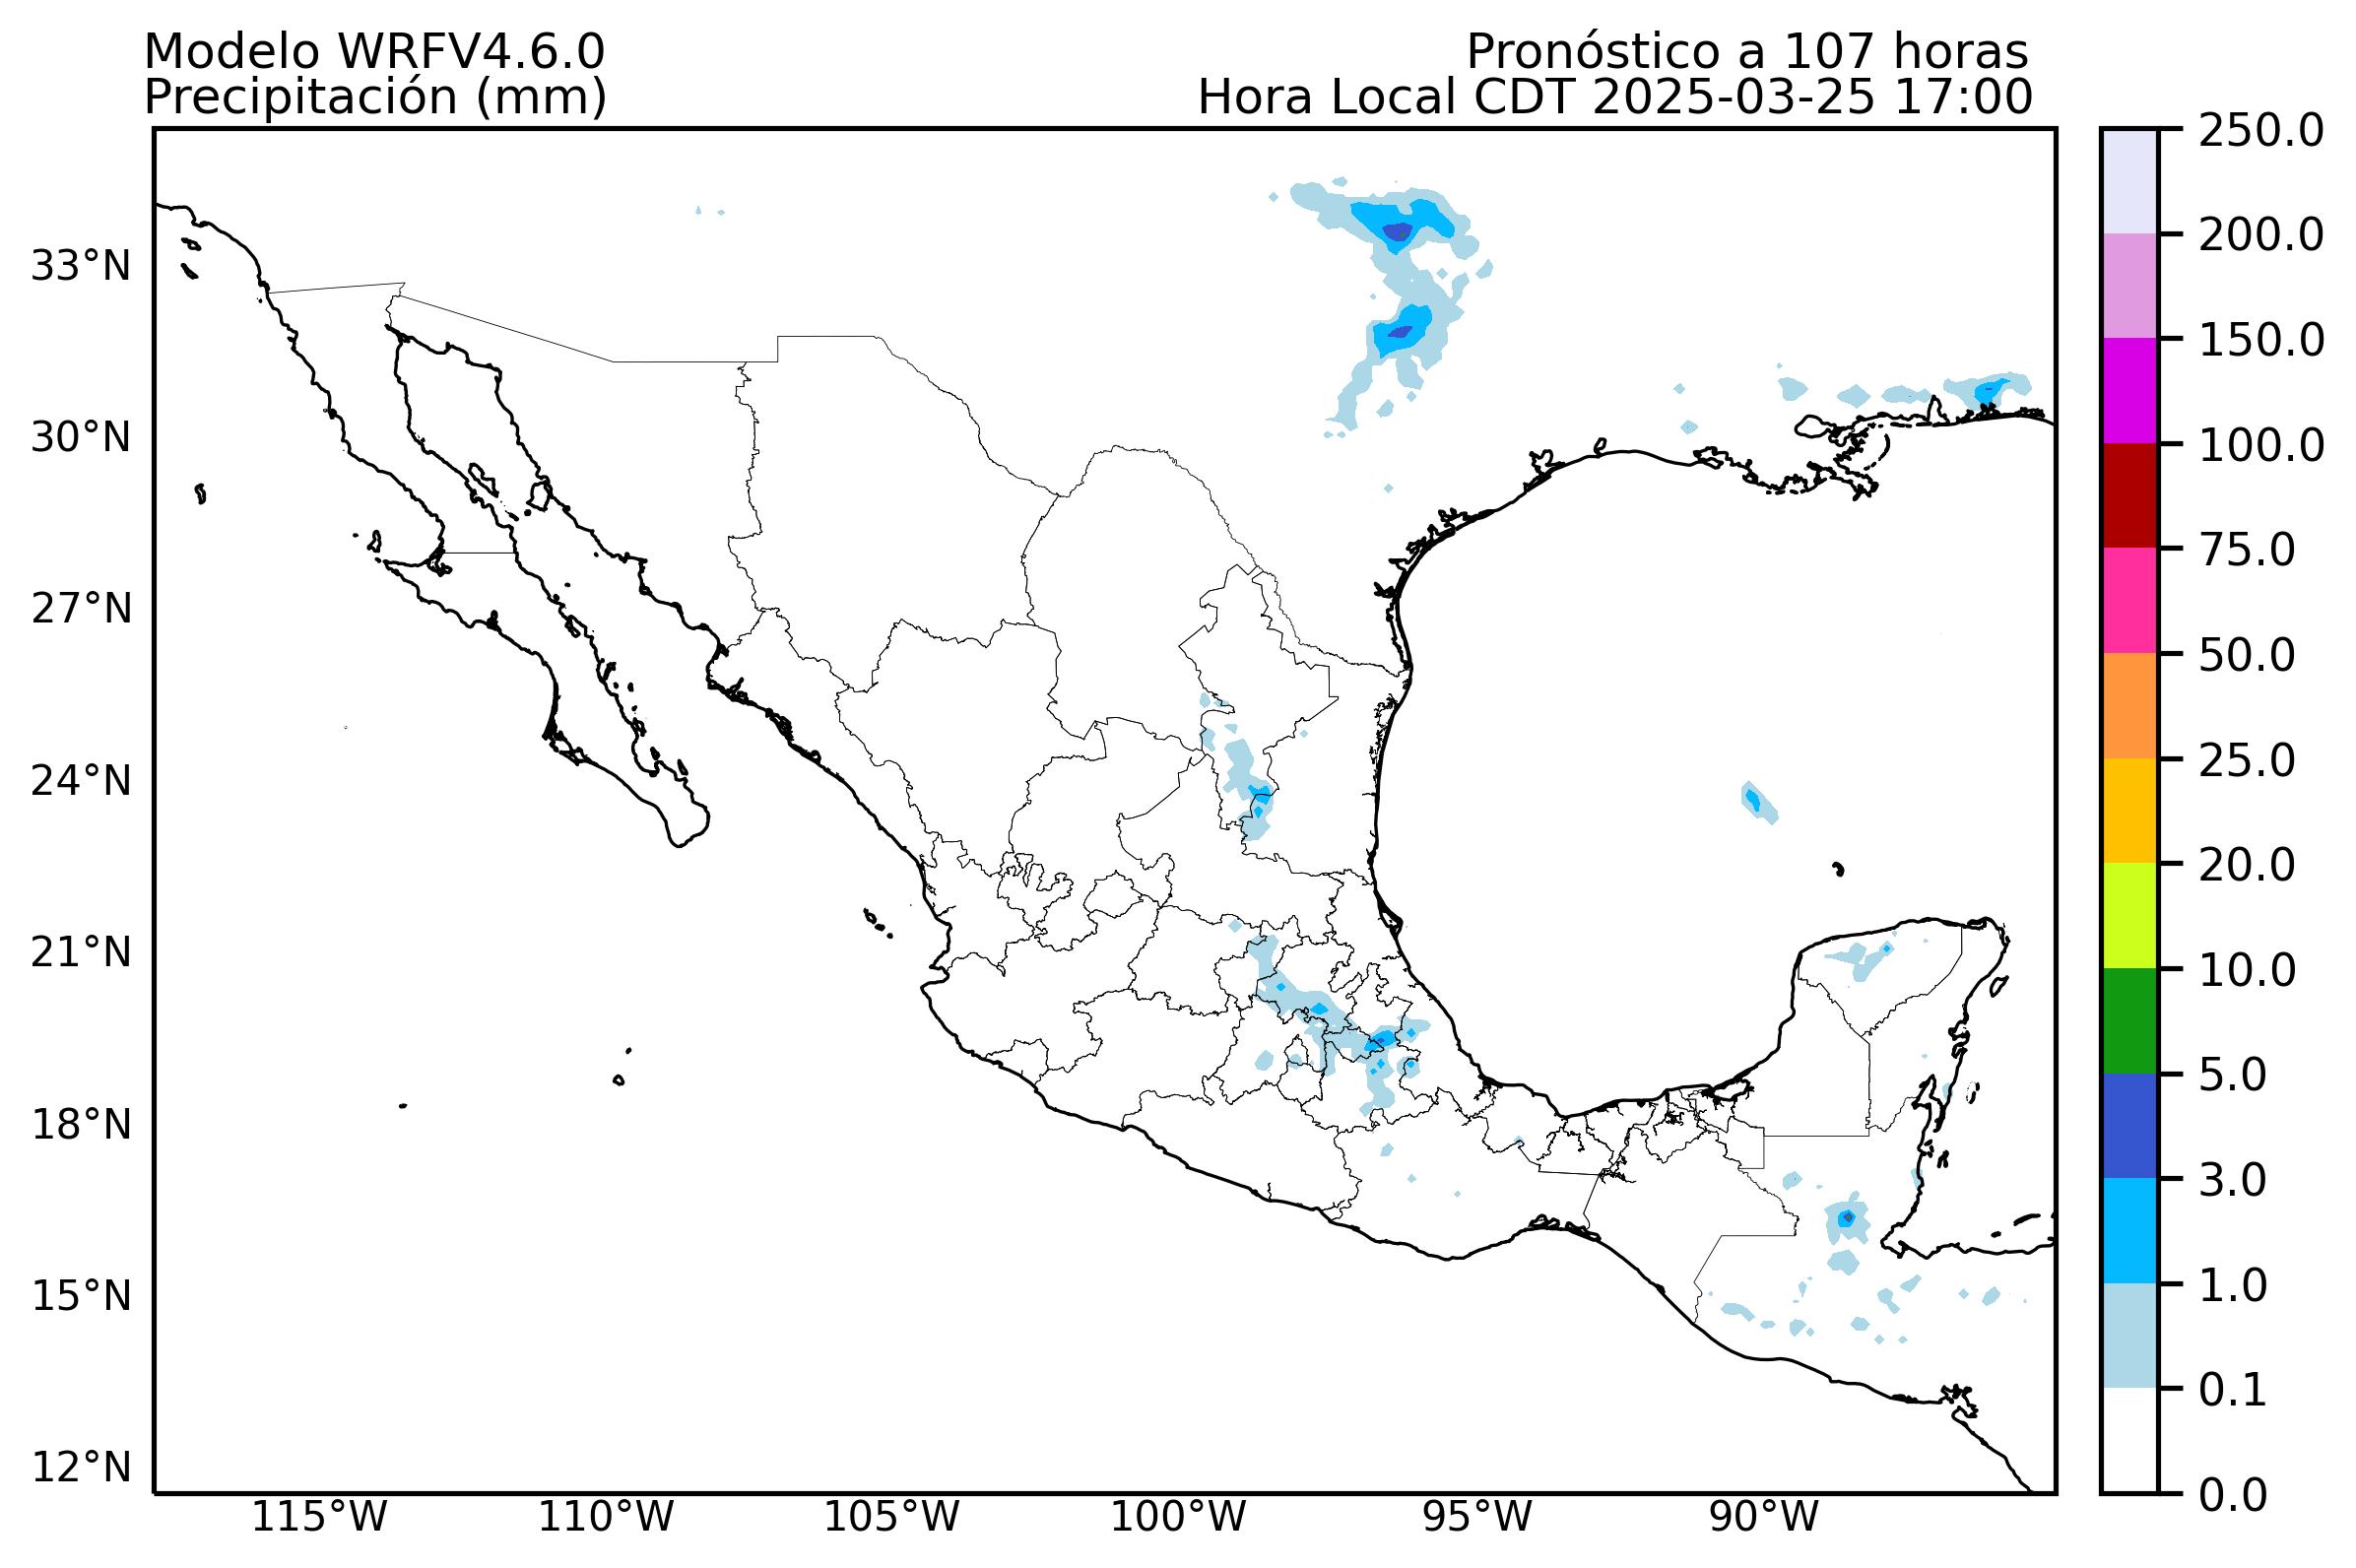 Modelo WRFV4.6.0
Pronóstico a 107 horas
Precipitación (mm)
Hora Local CDT 2025-03-25 17:00
33°N
30°N
27°N
24°N
21°N
18°N
15°N
12°N
115°W
110°W
105°W
100°W
95°W
90°W
250.0
200.0
150.0
100.0
75.0
50.0
25.0
20.0
10.0
5.0
3.0
1.0
0.1
0.0